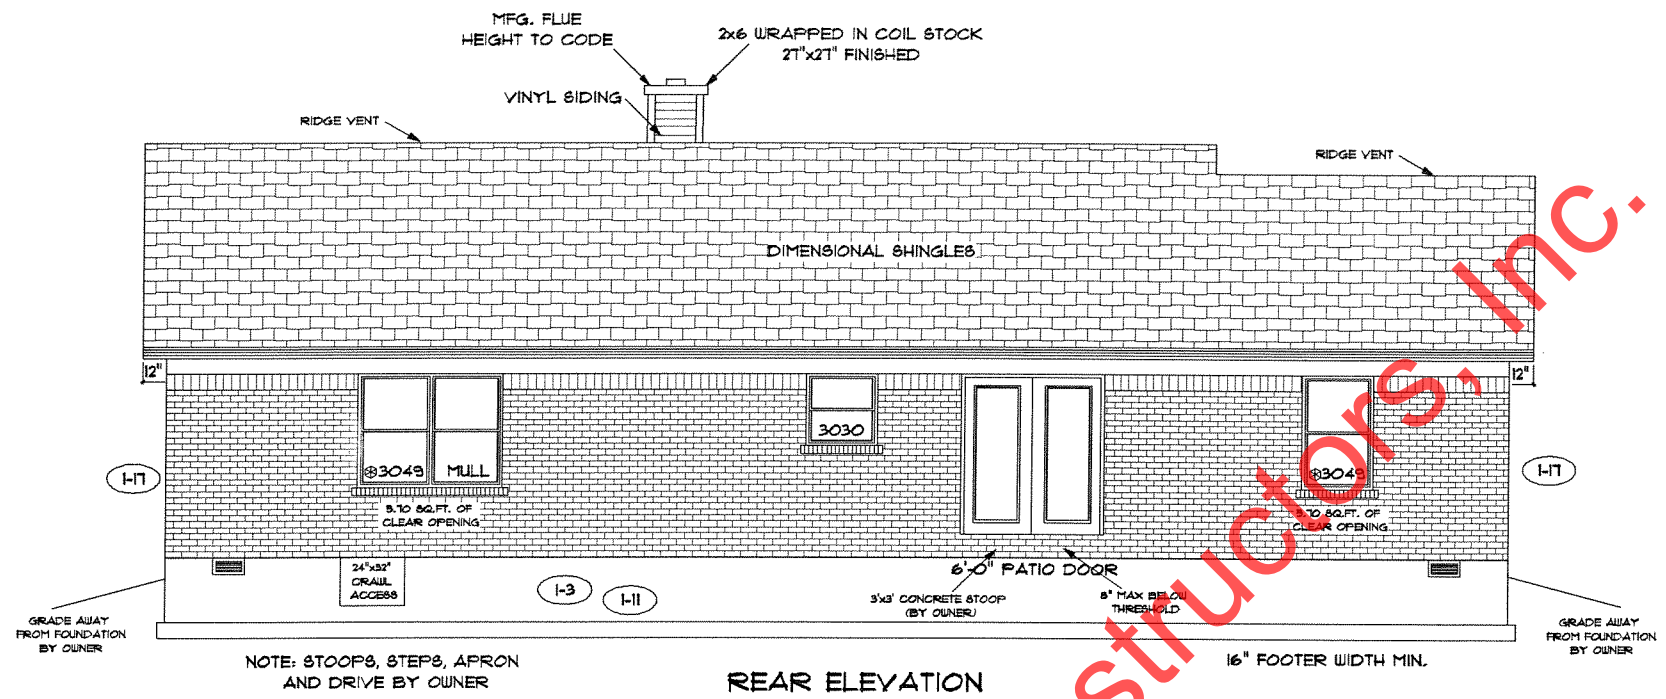 MFG. FLUE
HEIGHT TO CODE
2x6 WRAPPED IN COIL STOCK
27"x27" FINISHED
VINYL SIDING
RIDGE VENT
RIDGE VENT
DIMENSIONAL SHINGLES
12"
12"
3030
3049 MULL
3049
1-17
1-17
5.70 SQ.FT. OF
CLEAR OPENING
5.70 SQ.FT. OF
CLEAR OPENING
6'-0" PATIO DOOR
24"x32"
CRAWL
ACCESS
1-3
1-11
3'x3' CONCRETE STOOP
(BY OWNER)
8" MAX BELOW
THRESHOLD
GRADE AWAY
FROM FOUNDATION
BY OWNER
GRADE AWAY
FROM FOUNDATION
BY OWNER
NOTE: STOOPS, STEPS, APRON
AND DRIVE BY OWNER
REAR ELEVATION
16" FOOTER WIDTH MIN.
structors, Inc.